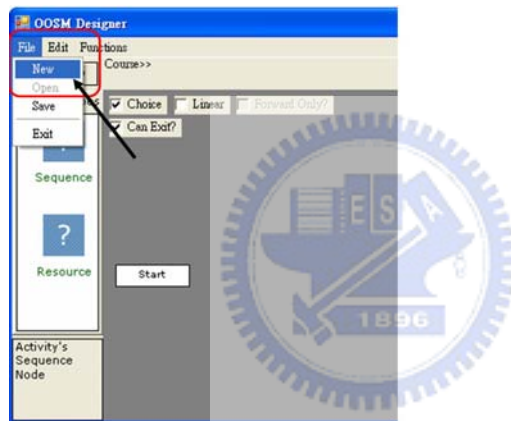 OOSM Designer
File Edit Functions
New
Open
Save
Exit
Course>>
Choice Linear Forward Only?
Can Exit?
Sequence
?
Resource
Start
Activity's
Sequence
Node
E S A
1896